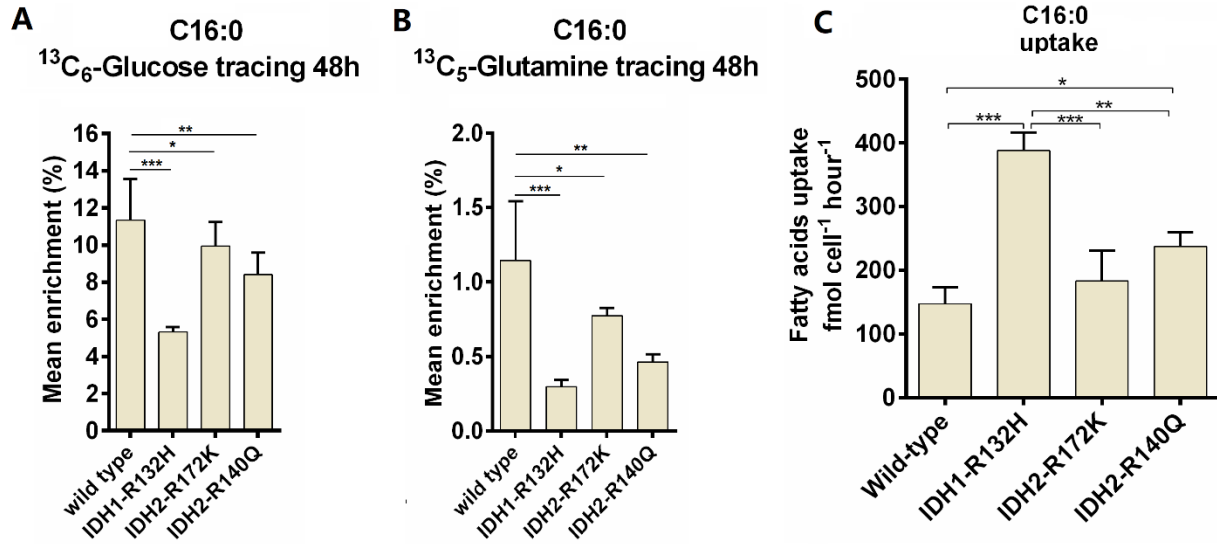 A
C16:0
¹³C₆-Glucose tracing 48h
Mean enrichment (%)
16
14
12
10
8
6
4
2
0
**
*
***
wild type
IDH1-R132H
IDH2-R172K
IDH2-R140Q
B
C16:0
¹³C₅-Glutamine tracing 48h
Mean enrichment (%)
2.0
1.5
1.0
0.5
0.0
**
*
***
wild type
IDH1-R132H
IDH2-R172K
IDH2-R140Q
C
C16:0
uptake
Fatty acids uptake
fmol cell⁻¹ hour⁻¹
500
400
300
200
100
0
*
**
***
***
Wild-type
IDH1-R132H
IDH2-R172K
IDH2-R140Q